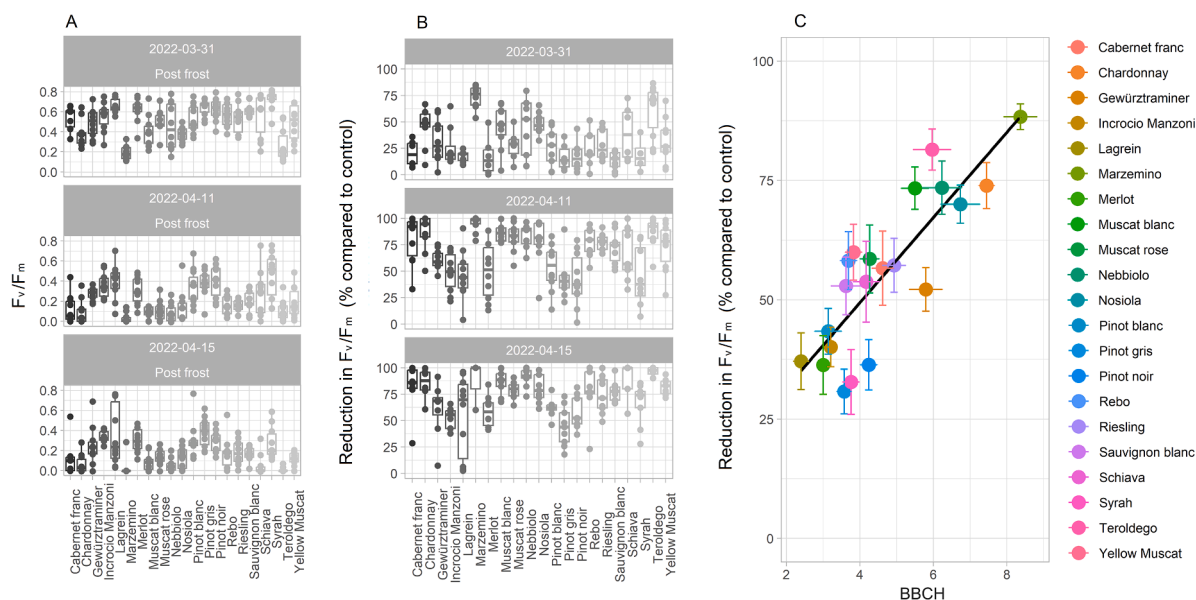 A
2022-03-31
Post frost
0.8
0.6
0.4
0.2
0.0
2022-04-11
Post frost
0.8
0.6
0.4
0.2
0.0
2022-04-15
Post frost
0.8
0.6
0.4
0.2
0.0
Fv/Fm
Cabernet franc
Chardonnay
Gewürztraminer
Incrocio Manzoni
Lagrein
Marzemino
Merlot
Muscat blanc
Muscat rose
Nebbiolo
Nosiola
Pinot blanc
Pinot gris
Pinot noir
Rebo
Riesling
Sauvignon blanc
Schiava
Syrah
Teroldego
Yellow Muscat
B
2022-03-31
100
75
50
25
0
2022-04-11
100
75
50
25
0
2022-04-15
100
75
50
25
0
Reduction in Fv/Fm (% compared to control)
Cabernet franc
Chardonnay
Gewürztraminer
Incrocio Manzoni
Lagrein
Marzemino
Merlot
Muscat blanc
Muscat rose
Nebbiolo
Nosiola
Pinot blanc
Pinot gris
Pinot noir
Rebo
Riesling
Sauvignon blanc
Schiava
Syrah
Teroldego
Yellow Muscat
C
100
75
50
25
0
Reduction in Fv/Fm (% compared to control)
2 4 6 8
BBCH
Cabernet franc
Chardonnay
Gewürztraminer
Incrocio Manzoni
Lagrein
Marzemino
Merlot
Muscat blanc
Muscat rose
Nebbiolo
Nosiola
Pinot blanc
Pinot gris
Pinot noir
Rebo
Riesling
Sauvignon blanc
Schiava
Syrah
Teroldego
Yellow Muscat